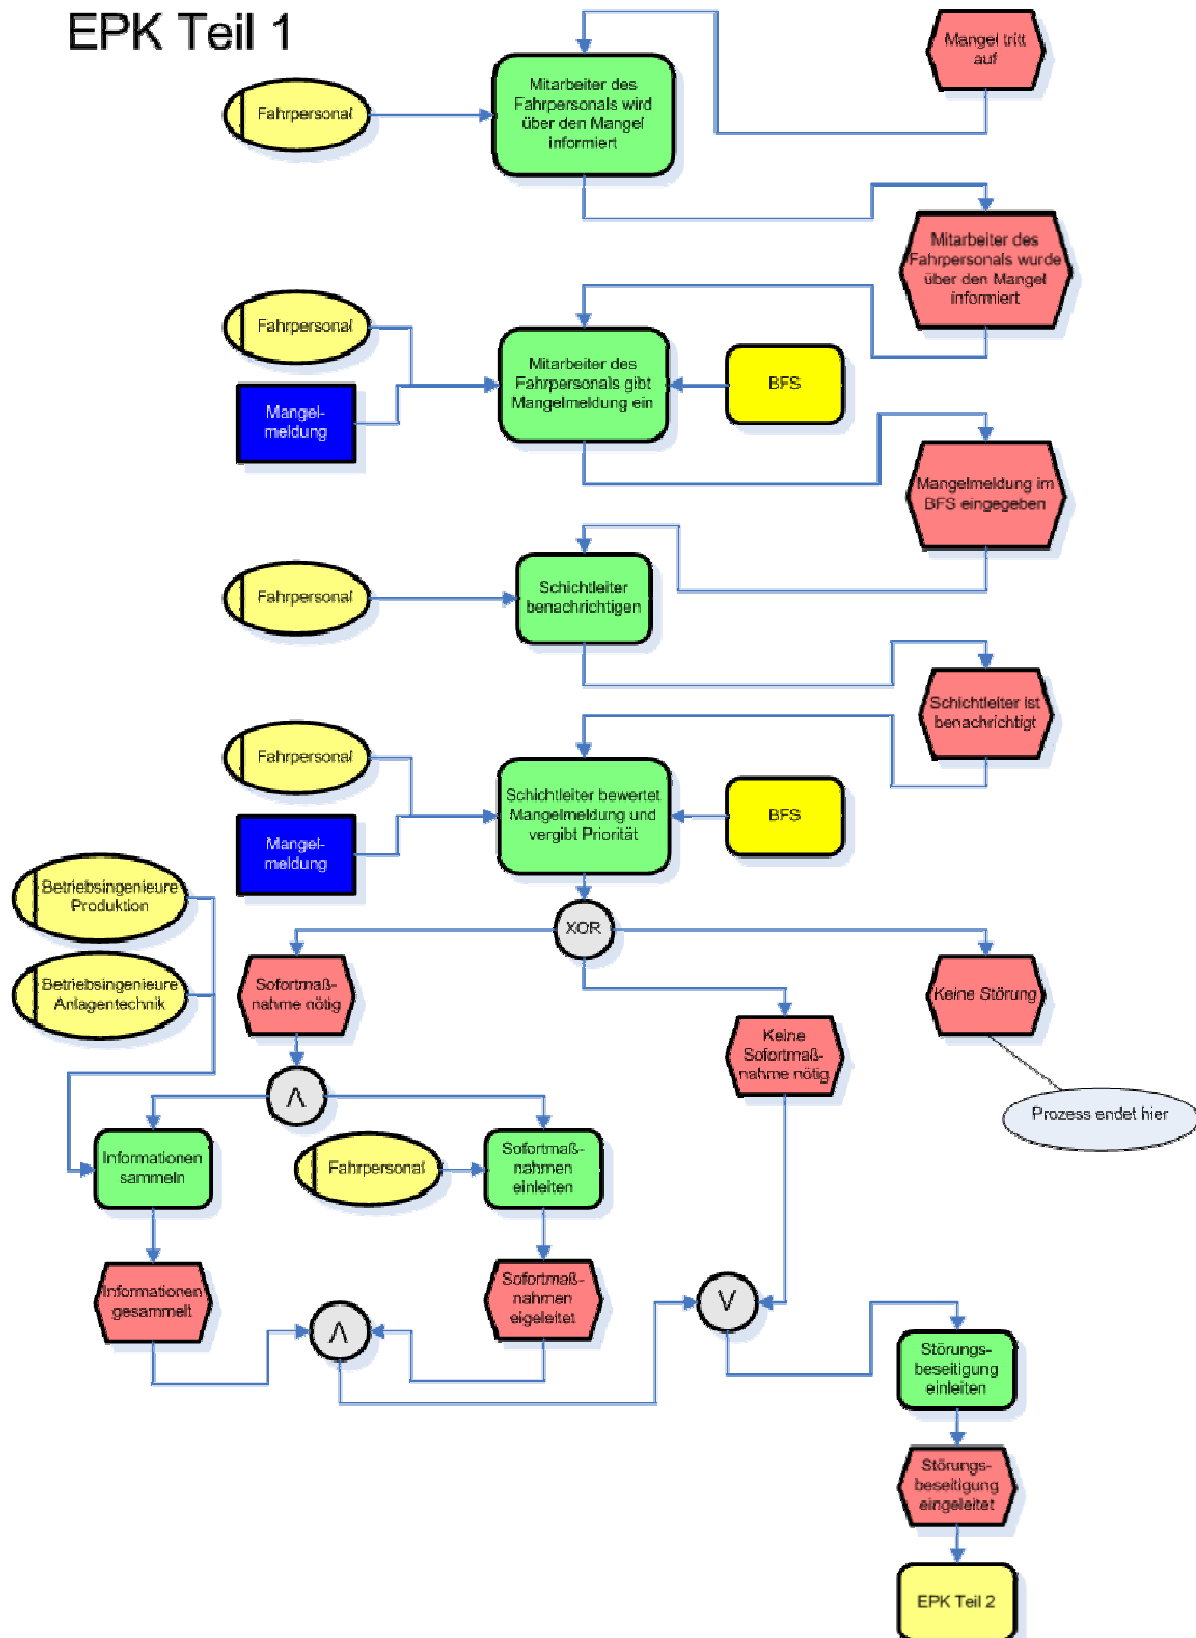 EPK Teil 1
Mangel tritt
auf
Fahrpersonal
Mitarbeiter des
Fahrpersonals wird
über den Mangel
informiert
Mitarbeiter des
Fahrpersonals wurde
über den Mangel
informiert
Fahrpersonal
Mangel-
meldung
Mitarbeiter des
Fahrpersonals gibt
Mangelmeldung ein
BFS
Mangelmeldung im
BFS eingegeben
Fahrpersonal
Schichtleiter
benachrichtigen
Schichtleiter ist
benachrichtigt
Fahrpersonal
Mangel-
meldung
Schichtleiter bewertet
Mangelmeldung und
vergibt Priorität
BFS
Betriebsingenieure
Produktion
Betriebsingenieure
Anlagentechnik
XOR
Sofortmaß-
nahme nötig
Keine
Sofortmaß-
nahme nötig
Keine Störung
Prozess endet hier
Λ
Informationen
sammeln
Fahrpersonal
Sofortmaß-
nahmen
einleiten
Informationen
gesammelt
Sofortmaß-
nahmen
eigeleitet
Λ
V
Störungs-
beseitigung
einleiten
Störungs-
beseitigung
eingeleitet
EPK Teil 2